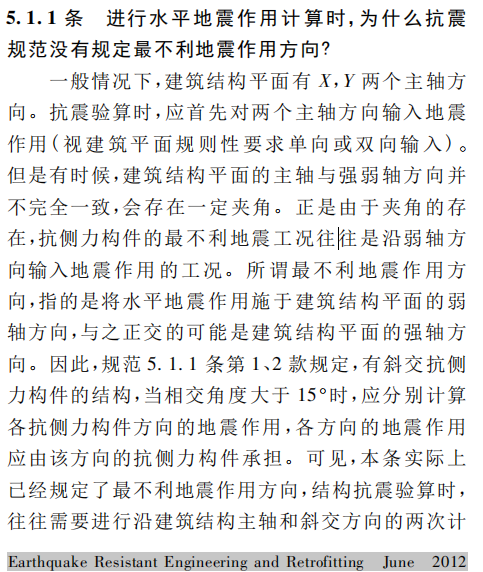 5.1.1条 进行水平地震作用计算时,为什么抗震
规范没有规定最不利地震作用方向?
一般情况下,建筑结构平面有 X,Y 两个主轴方
向。抗震验算时,应首先对两个主轴方向输入地震
作用(视建筑平面规则性要求单向或双向输入)。
但是有时候,建筑结构平面的主轴与强弱轴方向并
不完全一致,会存在一定夹角。正是由于夹角的存
在,抗侧力构件的最不利地震工况往往是沿弱轴方
向输入地震作用的工况。所谓最不利地震作用方
向,指的是将水平地震作用施于建筑结构平面的弱
轴方向,与之正交的可能是建筑结构平面的强轴方
向。因此,规范 5.1.1 条第 1、2 款规定,有斜交抗侧
力构件的结构,当相交角度大于 15°时,应分别计算
各抗侧力构件方向的地震作用,各方向的地震作用
应由该方向的抗侧力构件承担。可见,本条实际上
已经规定了最不利地震作用方向,结构抗震验算时,
往往需要进行沿建筑结构主轴和斜交方向的两次计
Earthquake Resistant Engineering and Retrofitting June 2012